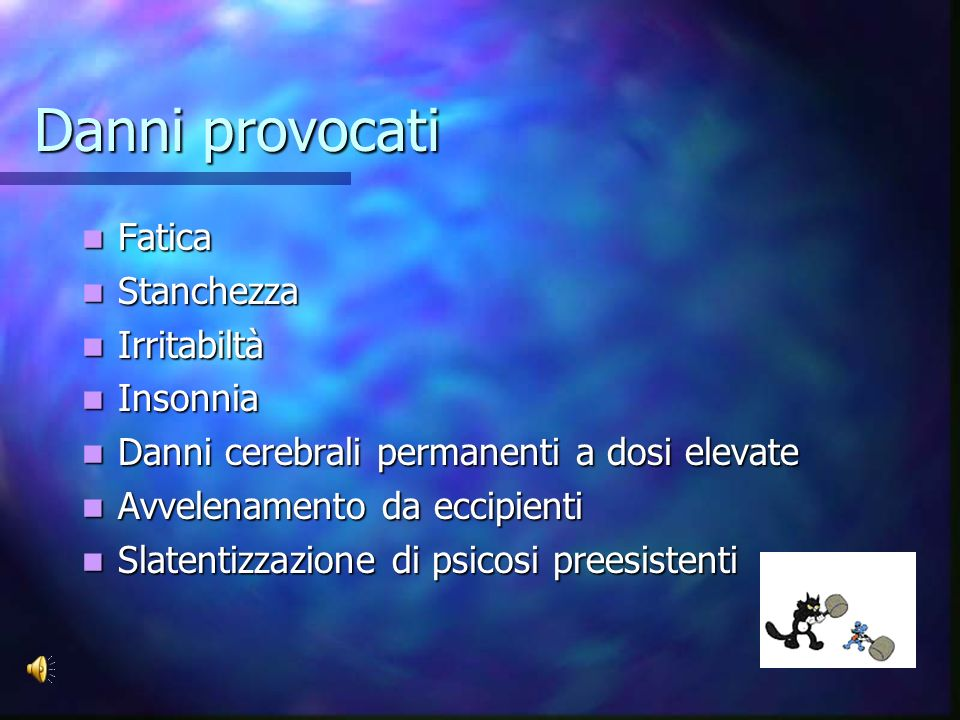 Danni provocati
Fatica
Stanchezza
Irritabiltà
Insonnia
Danni cerebrali permanenti a dosi elevate
Avvelenamento da eccipienti
Slatentizzazione di psicosi preesistenti